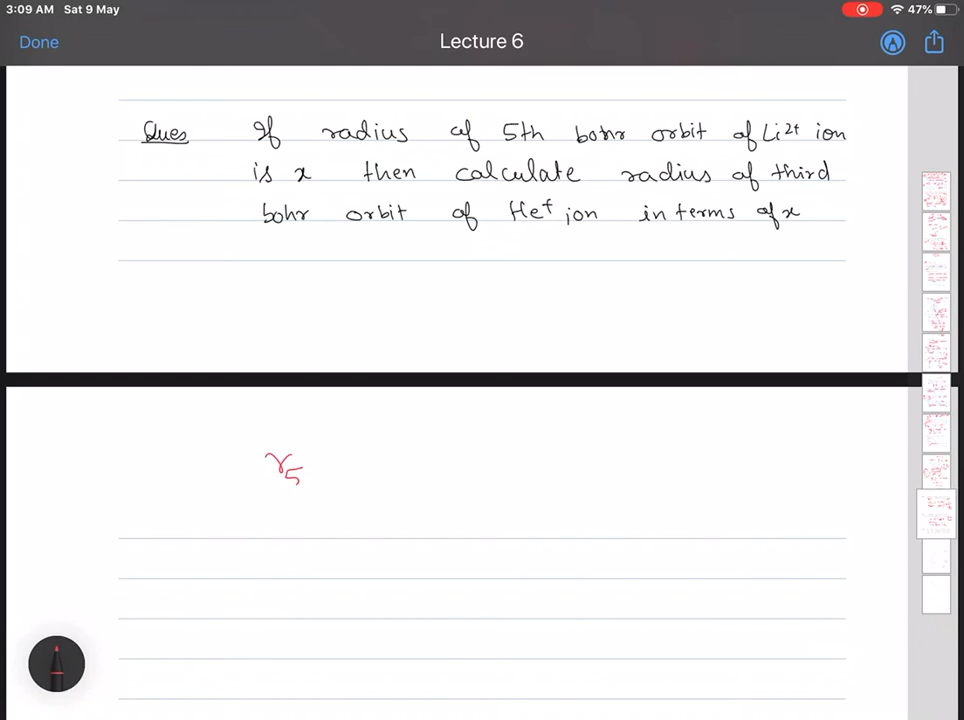 3:09 AM Sat 9 May
47%
Done
Lecture 6
Ques If radius of 5th bohr orbit of Li²⁺ ion
is x then calculate radius of third
bohr orbit of He⁺ ion in terms of x
r₅